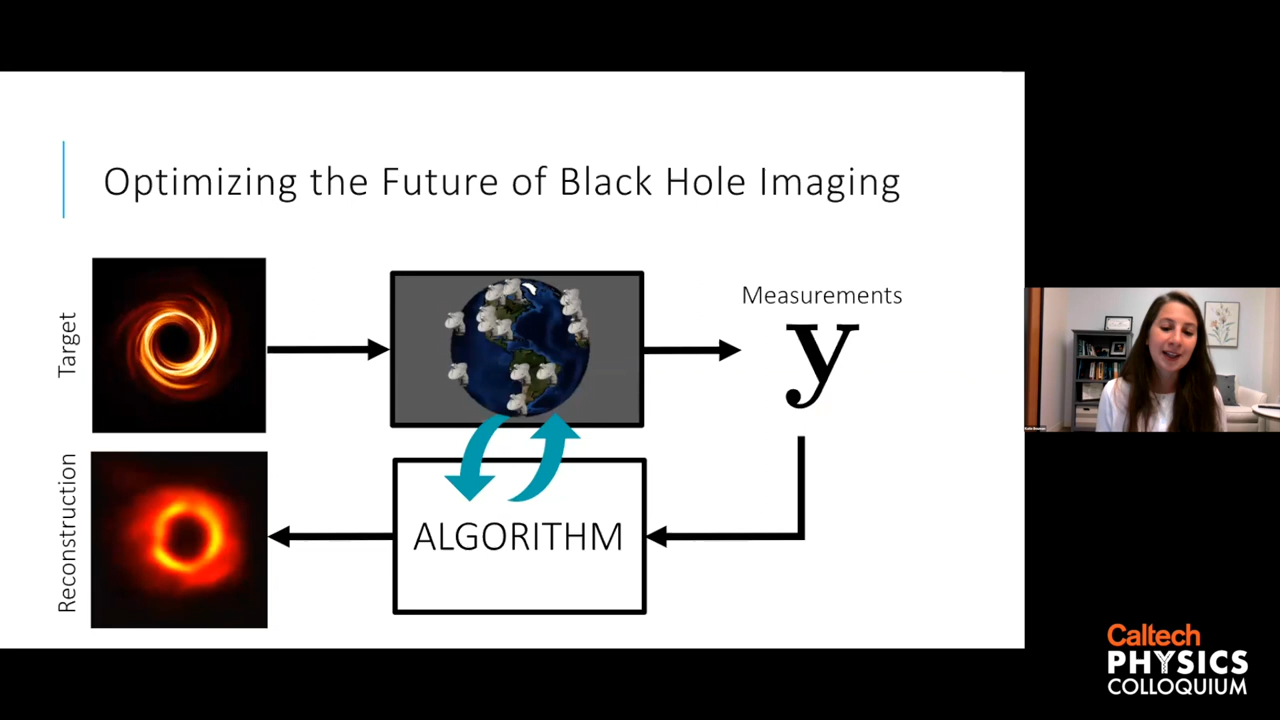 Optimizing the Future of Black Hole Imaging
Target
Measurements
y
Reconstruction
ALGORITHM
Caltech
PHYSICS
COLLOQUIUM